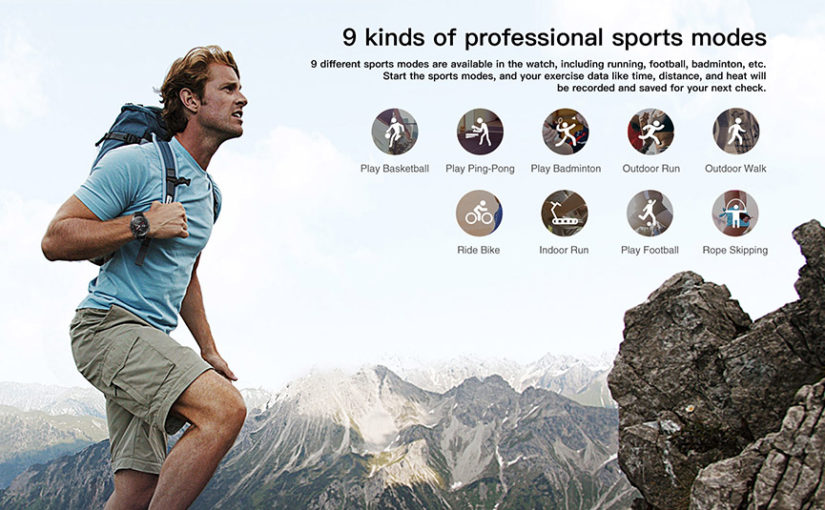 9 kinds of professional sports modes
9 different sports modes are available in the watch, including running, football, badminton, etc.
Start the sports modes, and your exercise data like time, distance, and heat will
be recorded and saved for your next check.
Play Basketball Play Ping-Pong Play Badminton Outdoor Run Outdoor Walk
Ride Bike Indoor Run Play Football Rope Skipping